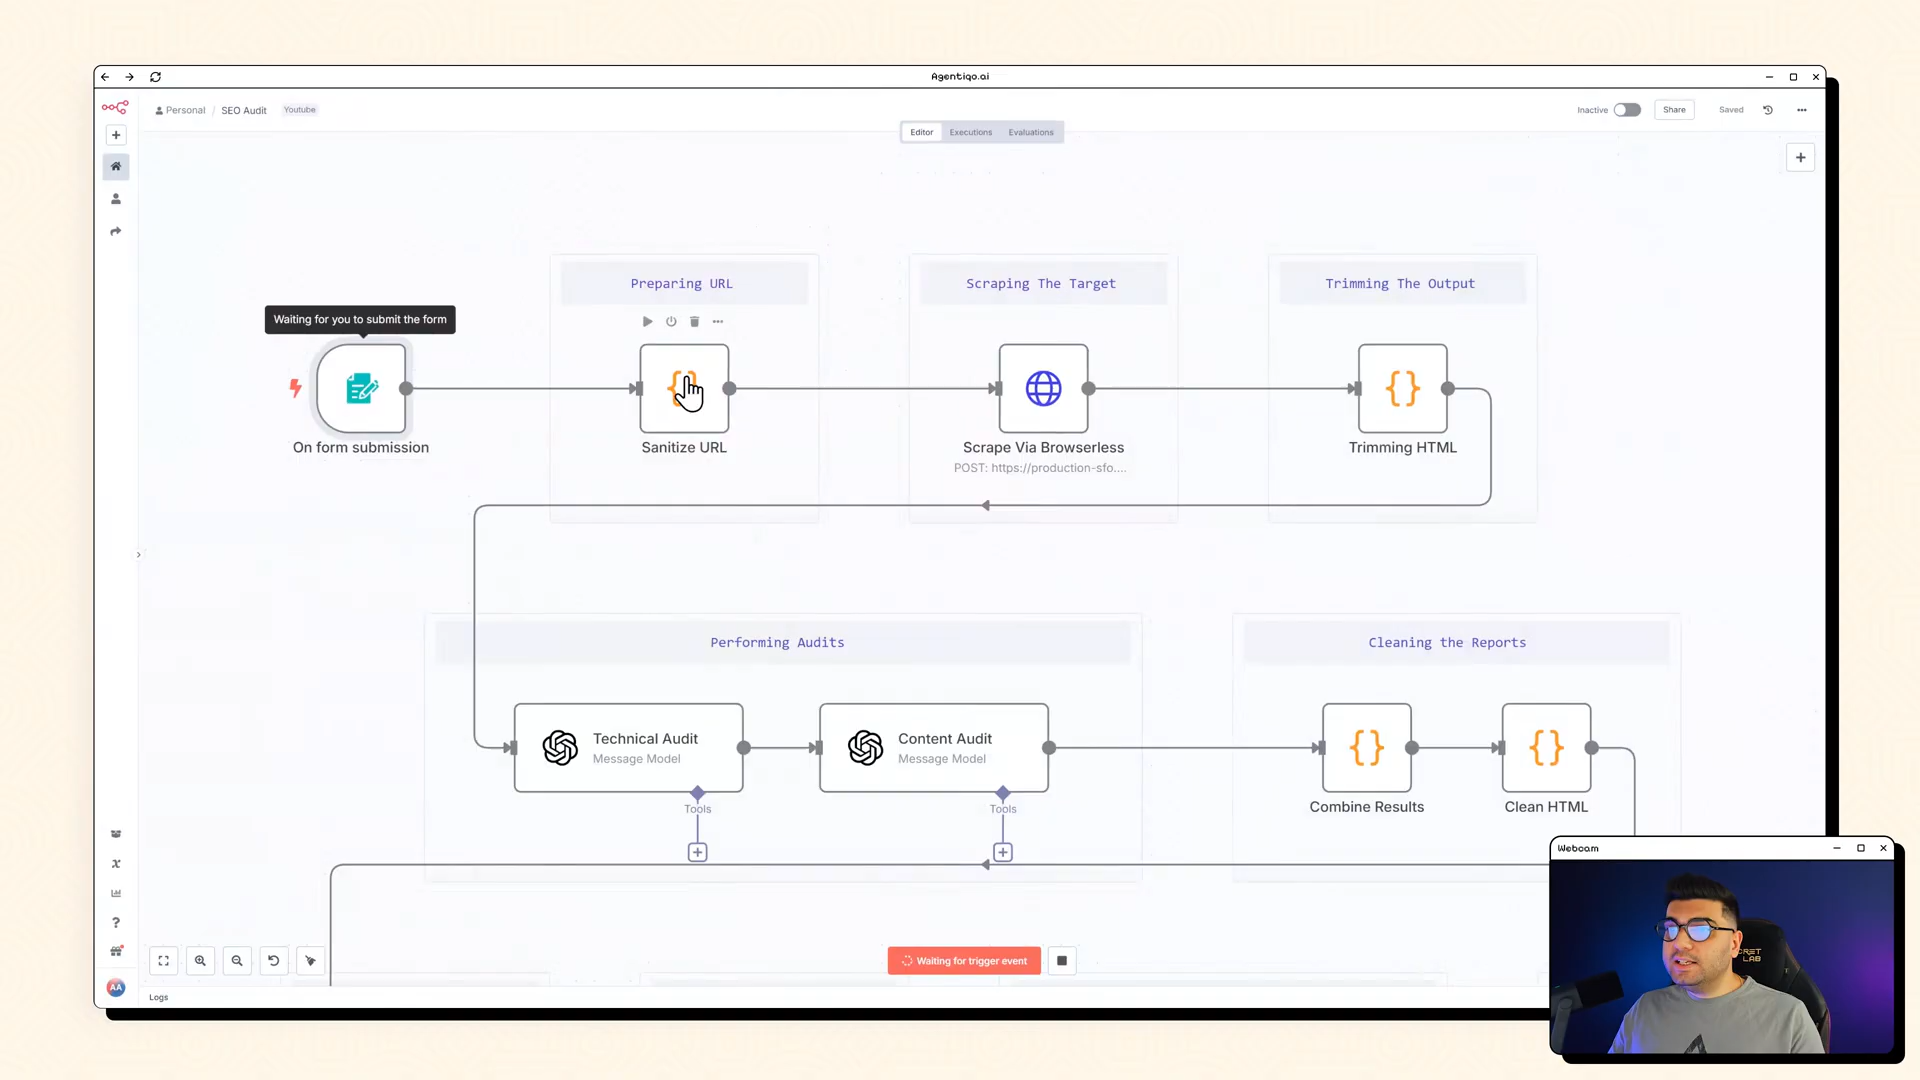 Agentiqo.ai
Personal / SEO Audit Youtube
Inactive Share Saved
Editor Executions Evaluations
Preparing URL
Scraping The Target
Trimming The Output
Waiting for you to submit the form
On form submission
Sanitize URL
Scrape Via Browserless
POST: https://production-sfo....
Trimming HTML
Performing Audits
Cleaning the Reports
Technical Audit
Message Model
Content Audit
Message Model
Tools
Tools
Combine Results
Clean HTML
Webcam
Waiting for trigger event
AA
Logs
CRET
LAB